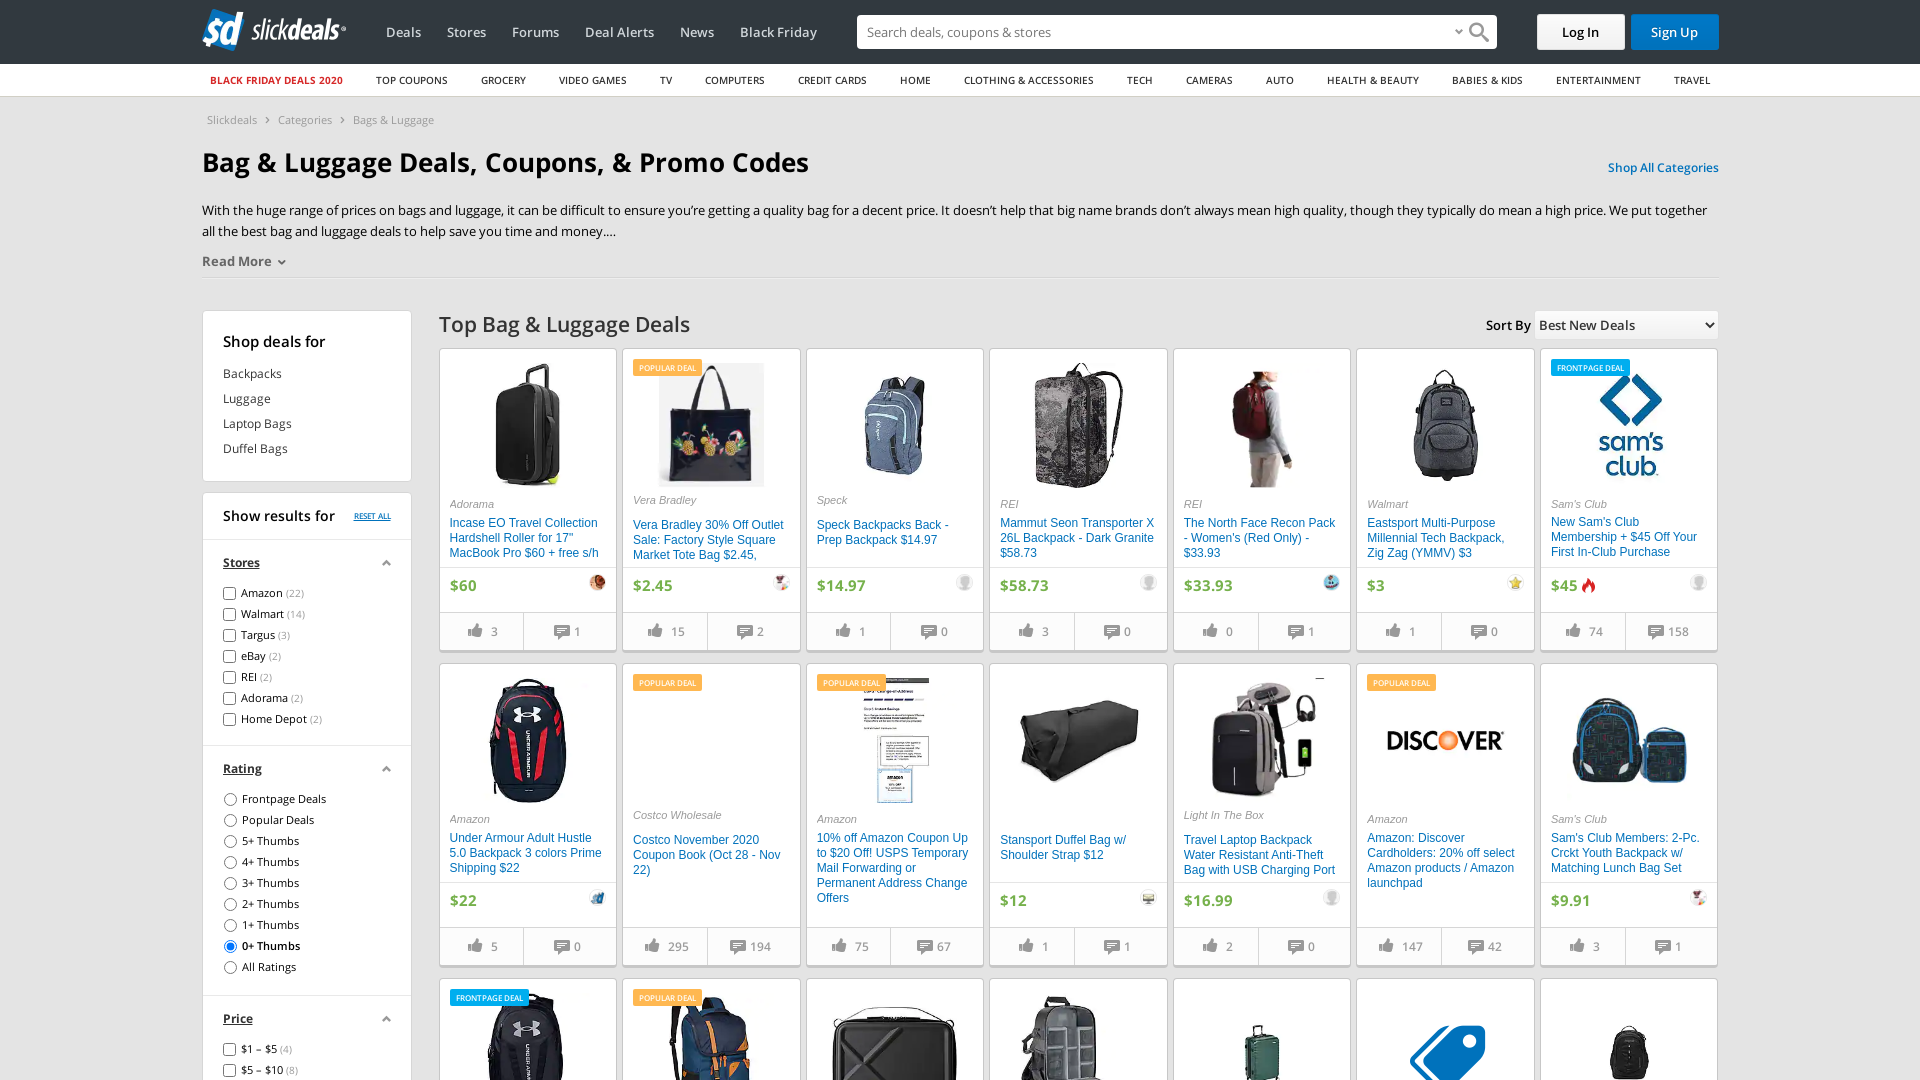 sd slickdeals
Deals
Stores
Forums
Deal Alerts
News
Black Friday
Search deals, coupons & stores
Log In
Sign Up
BLACK FRIDAY DEALS 2020
TOP COUPONS
GROCERY
VIDEO GAMES
TV
COMPUTERS
CREDIT CARDS
HOME
CLOTHING & ACCESSORIES
TECH
CAMERAS
AUTO
HEALTH & BEAUTY
BABIES & KIDS
ENTERTAINMENT
TRAVEL
Slickdeals
Categories
Bags & Luggage
Bag & Luggage Deals, Coupons, & Promo Codes
Shop All Categories
With the huge range of prices on bags and luggage, it can be difficult to ensure you’re getting a quality bag for a decent price. It doesn’t help that big name brands don’t always mean high quality, though they typically do mean a high price. We put together
all the best bag and luggage deals to help save you time and money....
Read More
Shop deals for
Backpacks
Luggage
Laptop Bags
Duffel Bags
Show results for
RESET ALL
Stores
Amazon (22)
Walmart (14)
Targus (3)
eBay (2)
REI (2)
Adorama (2)
Home Depot (2)
Rating
Frontpage Deals
Popular Deals
5+ Thumbs
4+ Thumbs
3+ Thumbs
2+ Thumbs
1+ Thumbs
0+ Thumbs
All Ratings
Price
$1 – $5 (4)
$5 – $10 (8)
Top Bag & Luggage Deals
Sort By
Best New Deals
Adorama
Incase EO Travel Collection
Hardshell Roller for 17"
MacBook Pro $60 + free s/h
$60
3
1
POPULAR DEAL
Vera Bradley
Vera Bradley 30% Off Outlet
Sale: Factory Style Square
Market Tote Bag $2.45,
$2.45
15
2
Speck
Speck Backpacks Back -
Prep Backpack $14.97
$14.97
1
0
REI
Mammut Seon Transporter X
26L Backpack - Dark Granite
$58.73
$58.73
3
0
REI
The North Face Recon Pack
- Women's (Red Only) -
$33.93
$33.93
0
1
Walmart
Eastsport Multi-Purpose
Millennial Tech Backpack,
Zig Zag (YMMV) $3
$3
1
0
FRONTPAGE DEAL
sam's
club
Sam's Club
New Sam's Club
Membership + $45 Off Your
First In-Club Purchase
$45
74
158
UNDER ARMOUR
Amazon
Under Armour Adult Hustle
5.0 Backpack 3 colors Prime
Shipping $22
$22
5
0
POPULAR DEAL
Costco Wholesale
Costco November 2020
Coupon Book (Oct 28 - Nov
22)
295
194
POPULAR DEAL
Amazon
10% off Amazon Coupon Up
to $20 Off! USPS Temporary
Mail Forwarding or
Permanent Address Change
Offers
75
67
Stansport Duffel Bag w/
Shoulder Strap $12
$12
1
1
Light In The Box
Travel Laptop Backpack
Water Resistant Anti-Theft
Bag with USB Charging Port
$16.99
2
0
POPULAR DEAL
DISCOVER
Amazon
Amazon: Discover
Cardholders: 20% off select
Amazon products / Amazon
launchpad
147
42
Sam's Club
Sam's Club Members: 2-Pc.
Crckt Youth Backpack w/
Matching Lunch Bag Set
$9.91
3
1
FRONTPAGE DEAL
POPULAR DEAL